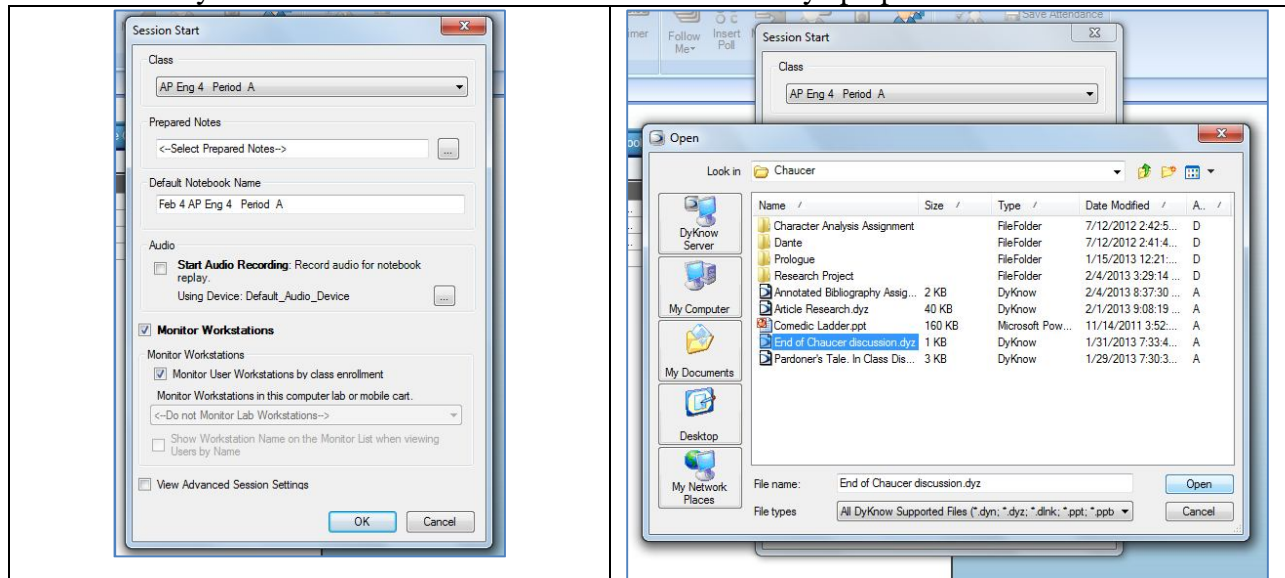 Session Start
Class
AP Eng 4 Period A
Prepared Notes
<--Select Prepared Notes-->
...
Default Notebook Name
Feb 4 AP Eng 4 Period A
Audio
Start Audio Recording: Record audio for notebook
replay.
Using Device: Default_Audio_Device
...
Monitor Workstations
Monitor Workstations
Monitor User Workstations by class enrollment
Monitor Workstations in this computer lab or mobile cart.
<--Do not Monitor Lab Workstations-->
Show Workstation Name on the Monitor List when viewing
Users by Name
View Advanced Session Settings
OK Cancel
Save Attendance
Follow Insert
Me Poll
Session Start
Class
AP Eng 4 Period A
Open
Look in Chaucer
DyKnow
Server
My Computer
My Documents
Desktop
My Network
Places
Name / Size / Type / Date Modified / A.. /
Character Analysis Assignment FileFolder 7/12/2012 2:42:5... D
Dante FileFolder 7/12/2012 2:41:4... D
Prologue FileFolder 1/15/2013 12:21:... D
Research Project FileFolder 2/4/2013 3:29:14 ... D
Annotated Bibliography Assig... 2 KB DyKnow 2/4/2013 8:37:30 ... A
Article Research.dyz 40 KB DyKnow 2/1/2013 9:08:19 ... A
Comedic Ladder.ppt 160 KB Microsoft Pow... 11/14/2011 3:52:... A
End of Chaucer discussion.dyz 1 KB DyKnow 1/31/2013 7:33:4... A
Pardoner's Tale. In Class Dis... 3 KB DyKnow 1/29/2013 7:30:3... A
File name: End of Chaucer discussion.dyz Open
File types All DyKnow Supported Files (*.dyn; *.dyz; *.dlnk; *.ppt; *.pptb Cancel